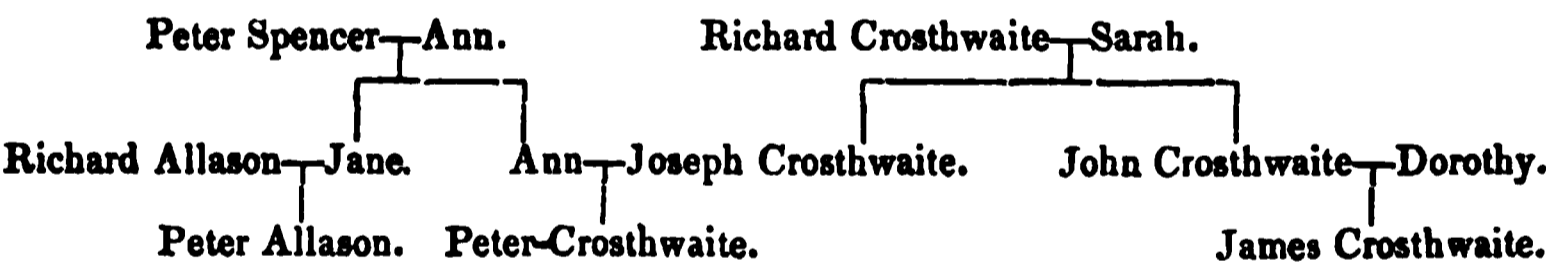 Peter Spencer Ann. Richard Crosthwaite Sarah.
Richard Allason Jane. Ann Joseph Crosthwaite. John Crosthwaite Dorothy.
Peter Allason. Peter Crosthwaite. James Crosthwaite.